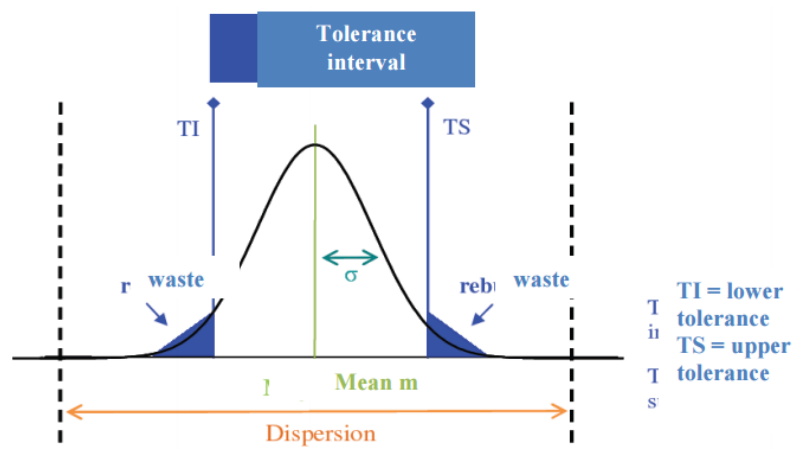 Tolerance
interval
TI
TS
σ
r waste
waste
TI = lower
tolerance
TS = upper
tolerance
Mean m
Dispersion